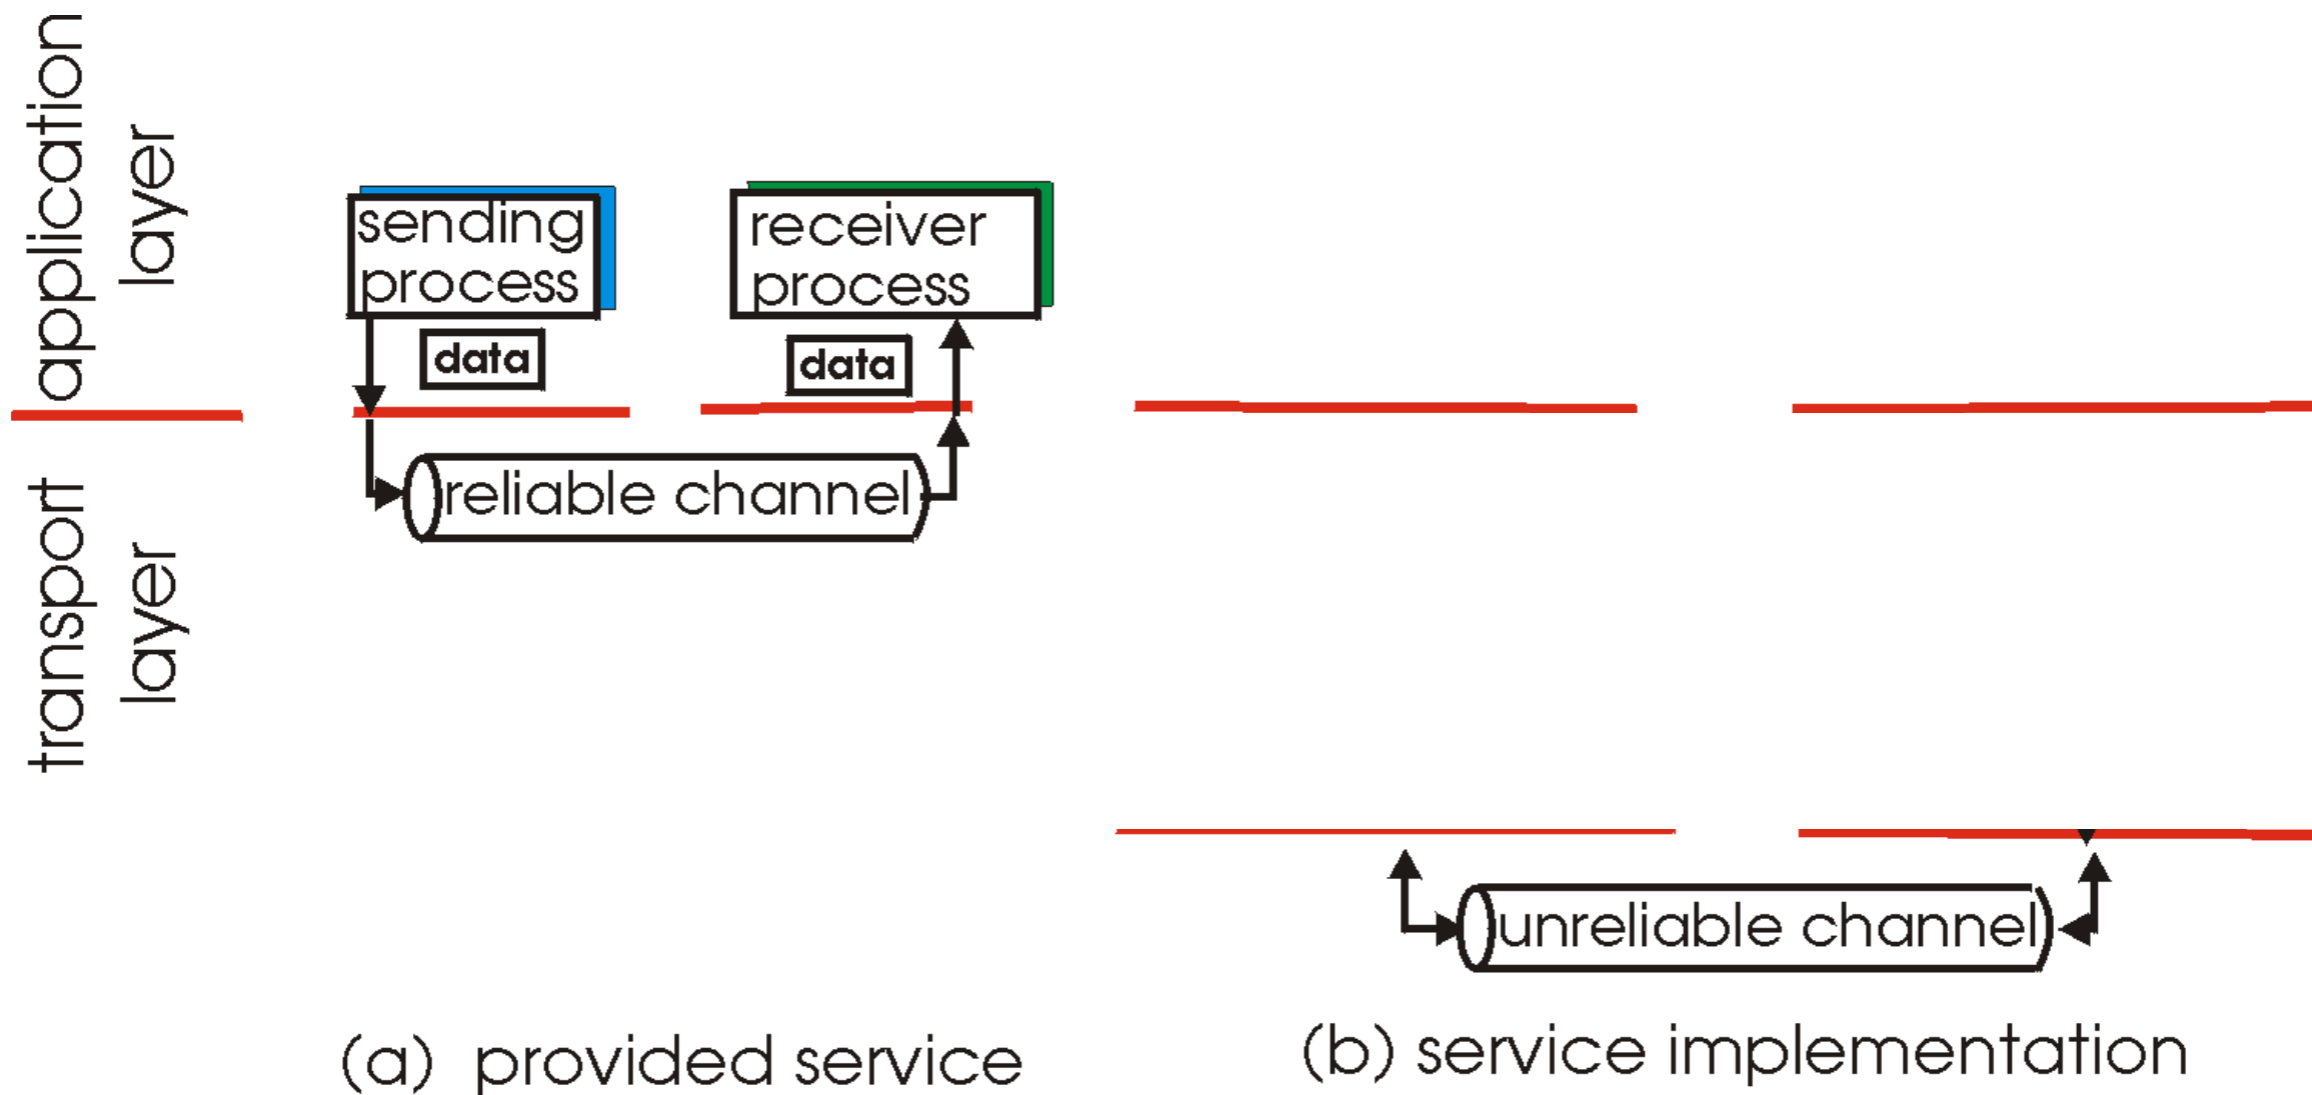 application
layer
transport
layer
sending
process
data
receiver
process
data
reliable channel
(a) provided service
unreliable channel
(b) service implementation